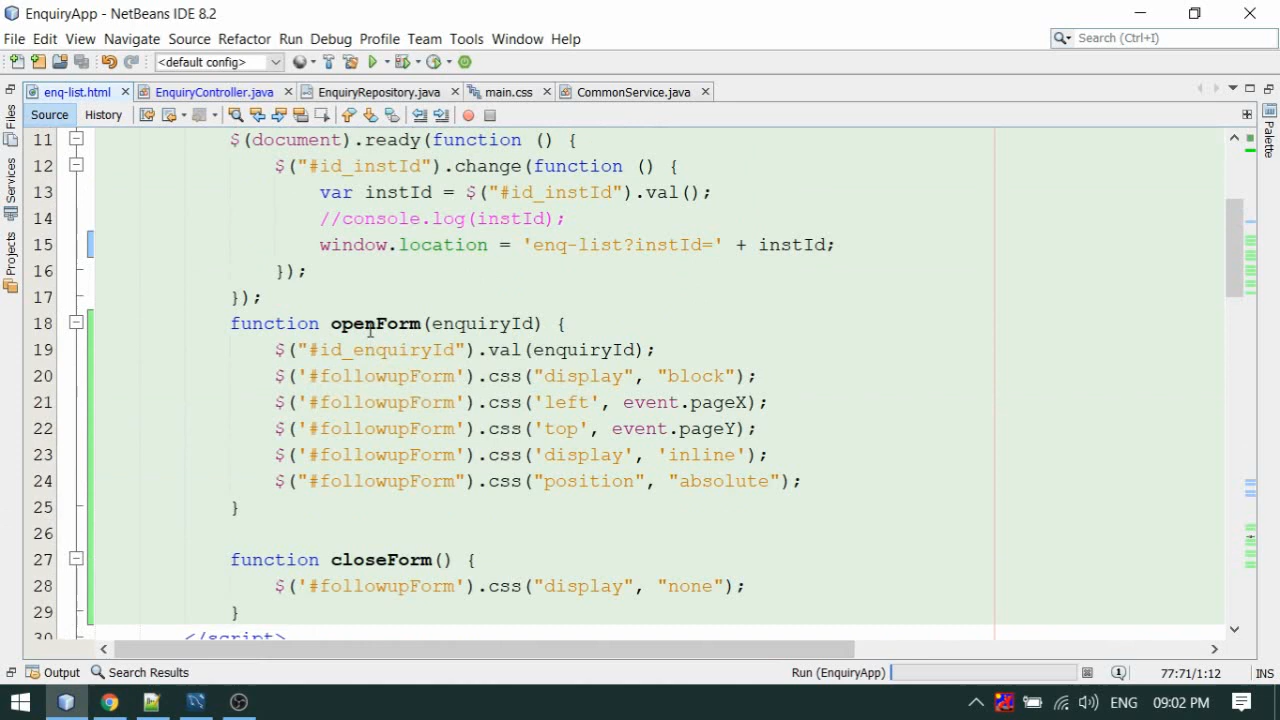 EnquiryApp - NetBeans IDE 8.2
File Edit View Navigate Source Refactor Run Debug Profile Team Tools Window Help
Search (Ctrl+I)
<default config>
enq-list.html EnquiryController.java EnquiryRepository.java main.css CommonService.java
Source History
Files
Services
Projects
Palette
11 $(document).ready(function () {
12 $("#id_instId").change(function () {
13 var instId = $("#id_instId").val();
14 //console.log(instId);
15 window.location = 'enq-list?instId=' + instId;
16 });
17 });
18 function openForm(enquiryId) {
19 $("#id_enquiryId").val(enquiryId);
20 $('#followupForm').css("display", "block");
21 $('#followupForm').css('left', event.pageX);
22 $('#followupForm').css('top', event.pageY);
23 $('#followupForm').css('display', 'inline');
24 $("#followupForm").css("position", "absolute");
25 }
26
27 function closeForm() {
28 $('#followupForm').css("display", "none");
29 }
30 </script>
Output Search Results Run (EnquiryApp) 77:71/1:12 INS
ENG 09:02 PM